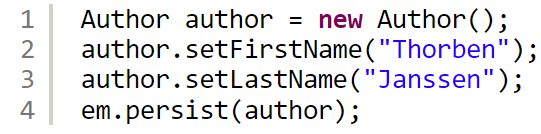 1 Author author = new Author();
2 author.setFirstName("Thorben");
3 author.setLastName("Janssen");
4 em.persist(author);